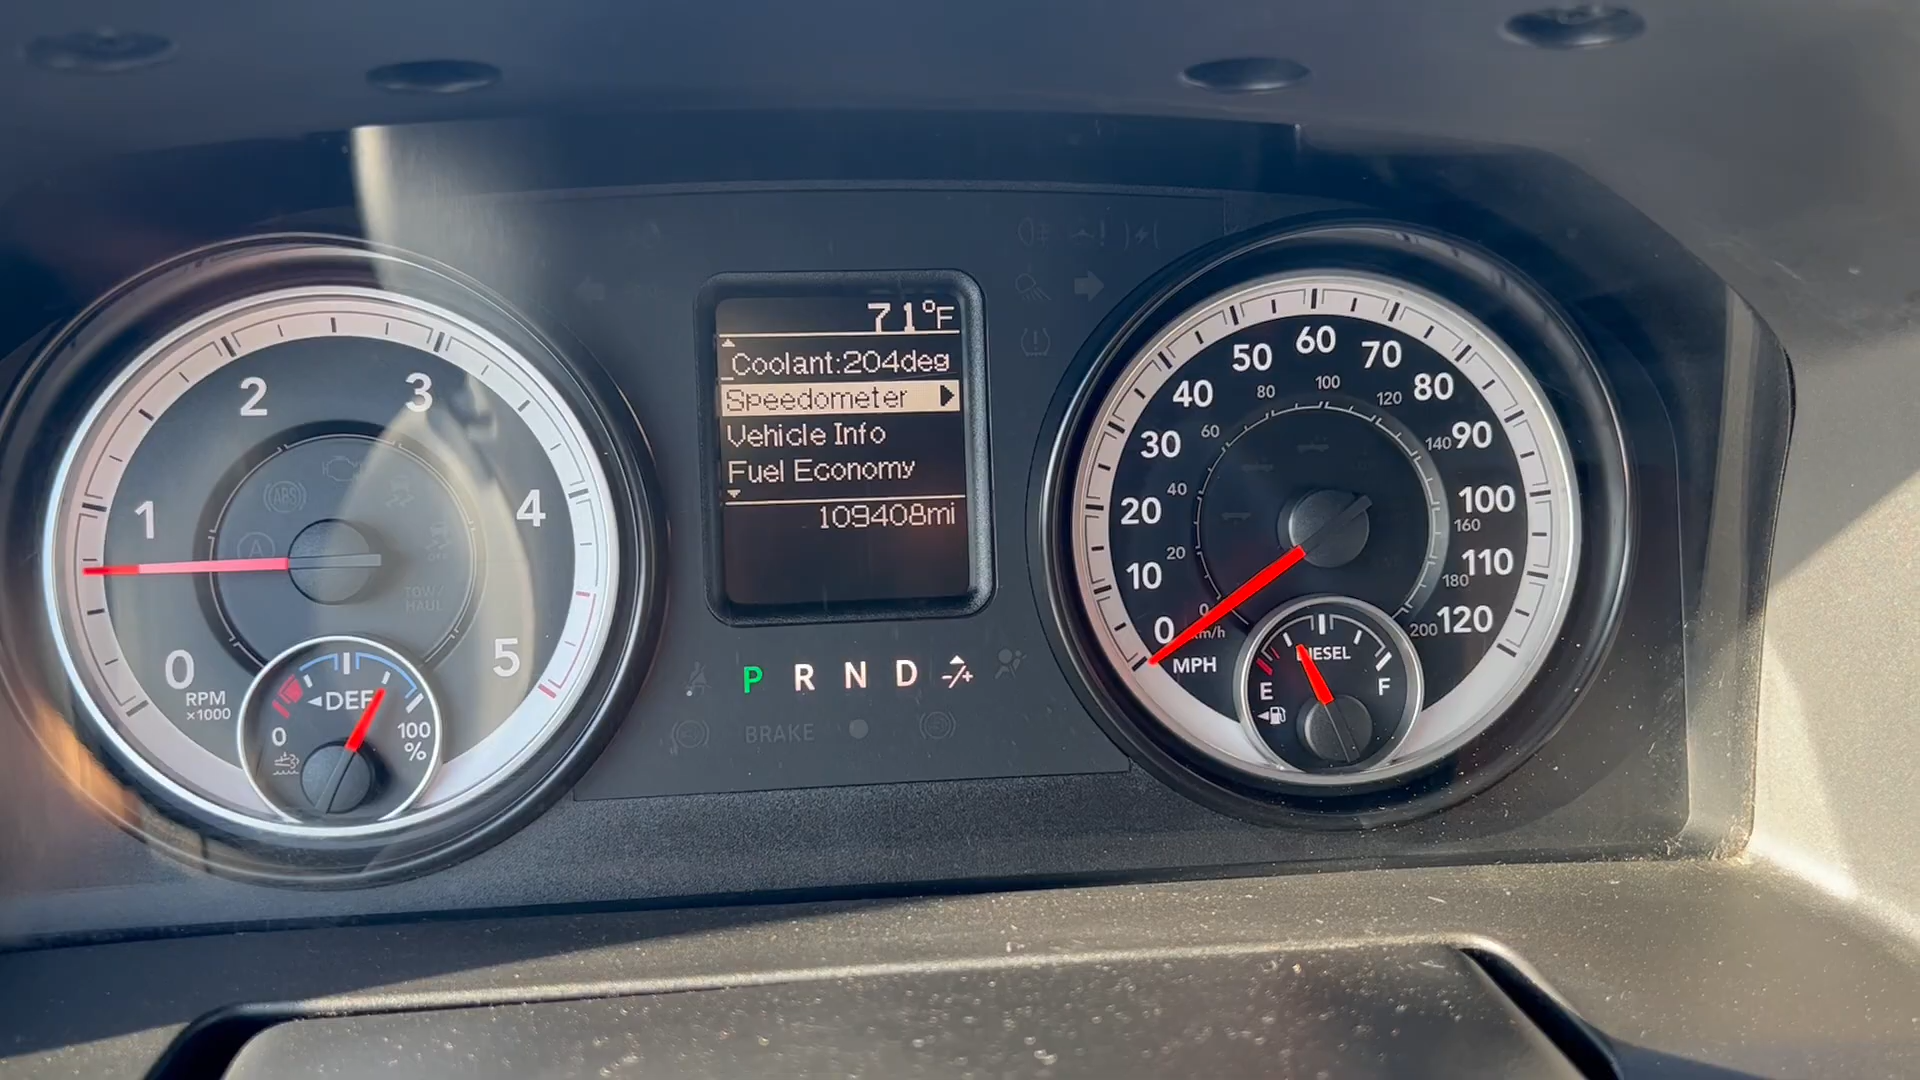 2
3
1
4
0
5
RPM
×1000
ABS
A
TOW/
HAUL
DEF
0
100
%
71°F
Coolant:204deg
Speedometer
Vehicle Info
Fuel Economy
109408mi
P R N D -/+
BRAKE
0
10
20
30
40
50
60
70
80
90
100
110
120
MPH
0
20
40
60
80
100
120
140
160
180
200
km/h
DIESEL
E
F